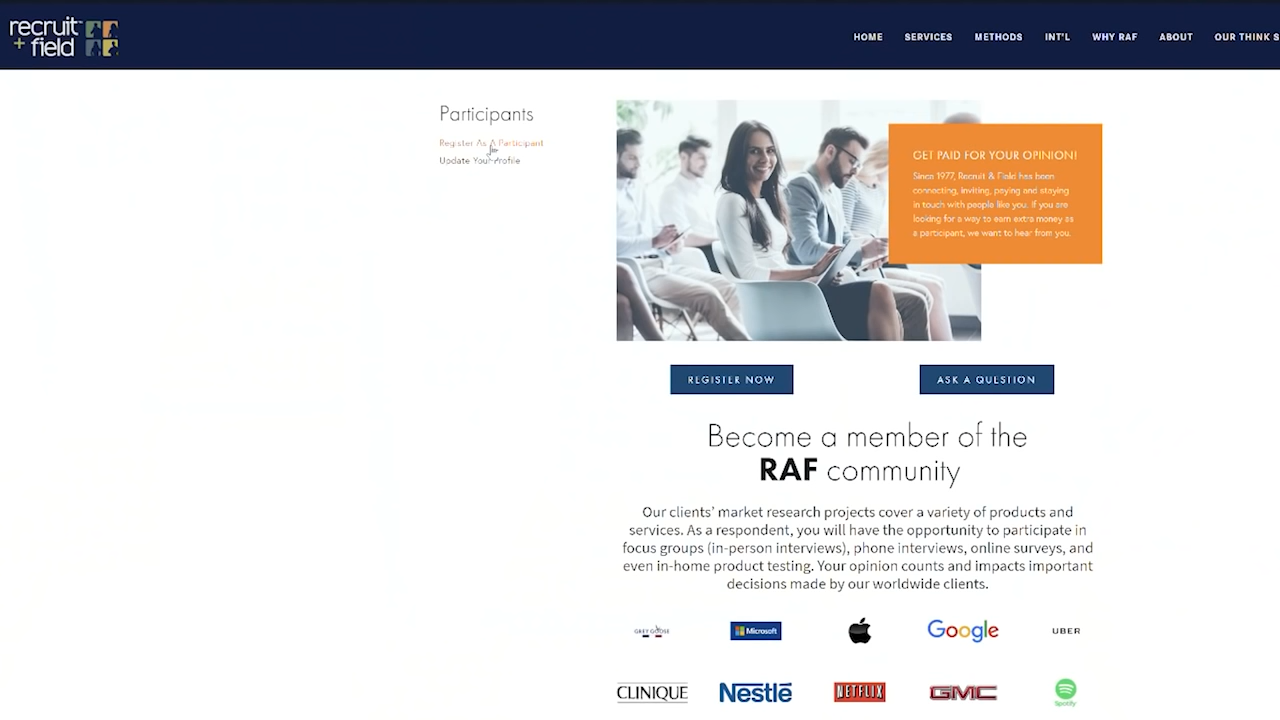 recruit
+ field
HOME SERVICES METHODS INT'L WHY RAF ABOUT OUR THINK S
Participants
Register As A Participant
Update Your Profile
GET PAID FOR YOUR OPINION!
Since 1977, Recruit & Field has been
connecting, inviting, paying and staying
in touch with people like you. If you are
looking for a way to earn extra money as
a participant, we want to hear from you.
REGISTER NOW
ASK A QUESTION
Become a member of the
RAF community
Our clients' market research projects cover a variety of products and
services. As a respondent, you will have the opportunity to participate in
focus groups (in-person interviews), phone interviews, online surveys, and
even in-home product testing. Your opinion counts and impacts important
decisions made by our worldwide clients.
GREY GOOSE Microsoft Google UBER
CLINIQUE Nestlé NETFLIX GMC Spotify